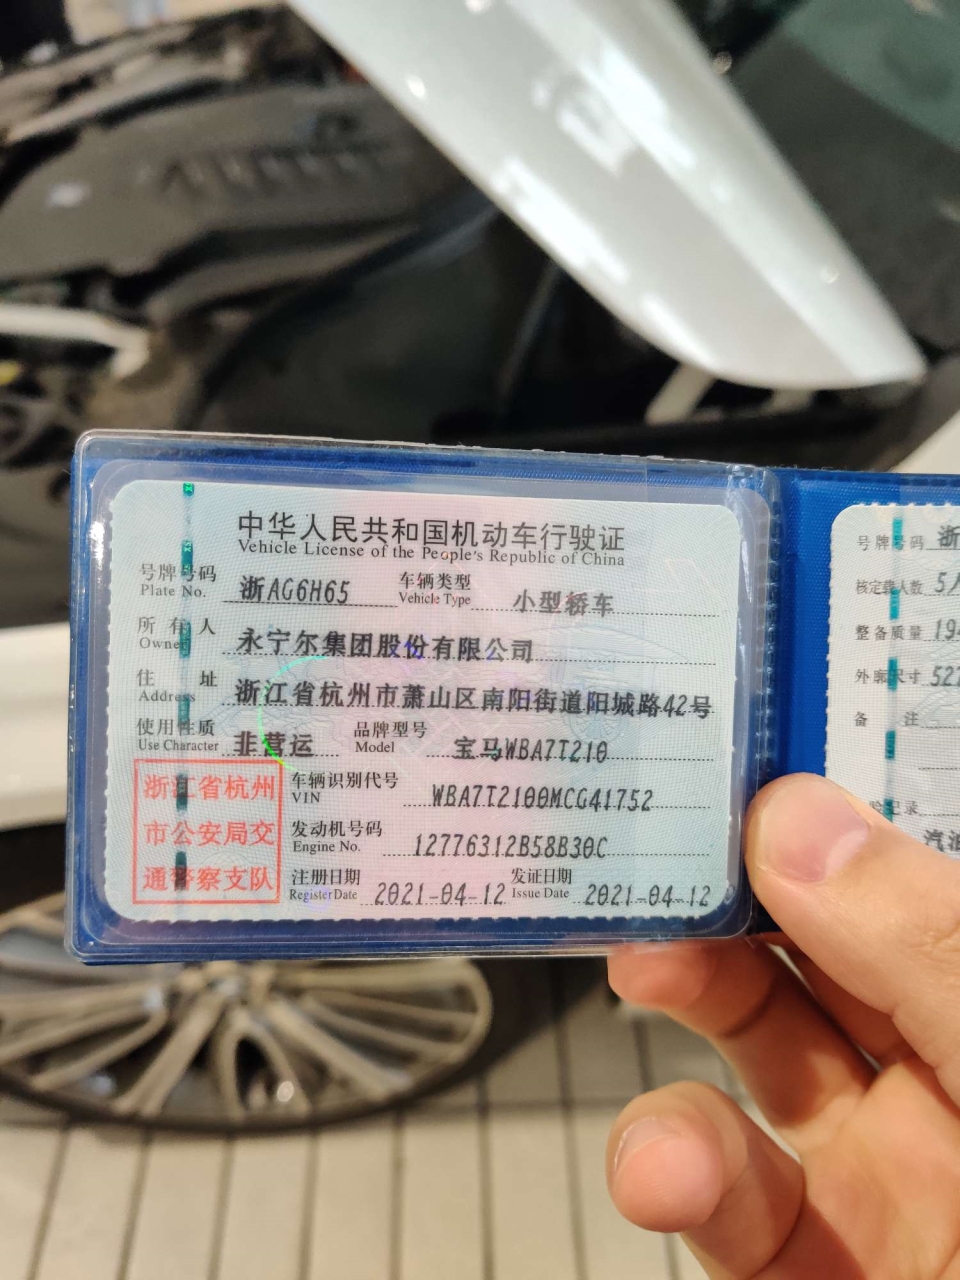 中华人民共和国机动车行驶证
Vehicle License of the People's Republic of China
号牌号码 浙AG6H65 车辆类型 小型轿车
Plate No. Vehicle Type
所有人 永宁尔集团股份有限公司
Owner
住址 浙江省杭州市萧山区南阳街道阳城路42号
Address
使用性质 非营运 品牌型号 宝马WBA7T210
Use Character Model
浙江省杭州
市公安局交
通警察支队
车辆识别代号 WBA7T2100MCG41752
VIN
发动机号码 12776312B58B30C
Engine No.
注册日期 2021-04-12 发证日期 2021-04-12
Register Date Issue Date
号牌号码 浙
核定载人数 5
整备质量 194
外廓尺寸 527
备注
验记录
汽油